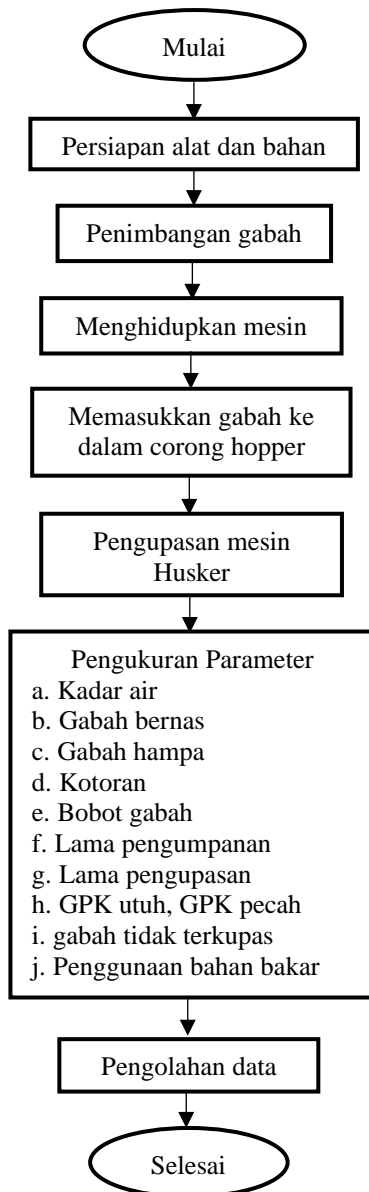 Mulai
Persiapan alat dan bahan
Penimbangan gabah
Menghidupkan mesin
Memasukkan gabah ke
dalam corong hopper
Pengupasan mesin
Husker
Pengukuran Parameter
a. Kadar air
b. Gabah bernas
c. Gabah hampa
d. Kotoran
e. Bobot gabah
f. Lama pengumpanan
g. Lama pengupasan
h. GPK utuh, GPK pecah
i. gabah tidak terkupas
j. Penggunaan bahan bakar
Pengolahan data
Selesai